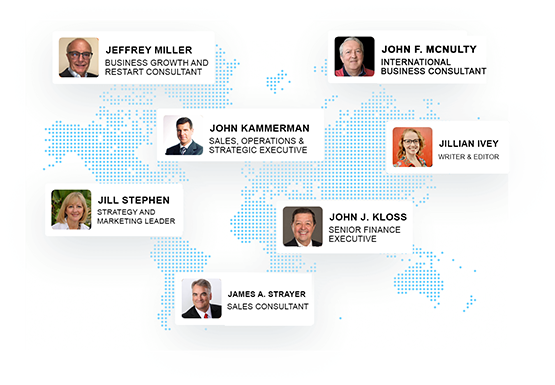 JEFFREY MILLER
BUSINESS GROWTH AND
RESTART CONSULTANT
JOHN F. MCNULTY
INTERNATIONAL
BUSINESS CONSULTANT
JOHN KAMMERMAN
SALES, OPERATIONS &
STRATEGIC EXECUTIVE
JILLIAN IVEY
WRITER & EDITOR
JILL STEPHEN
STRATEGY AND
MARKETING LEADER
JOHN J. KLOSS
SENIOR FINANCE
EXECUTIVE
JAMES A. STRAYER
SALES CONSULTANT